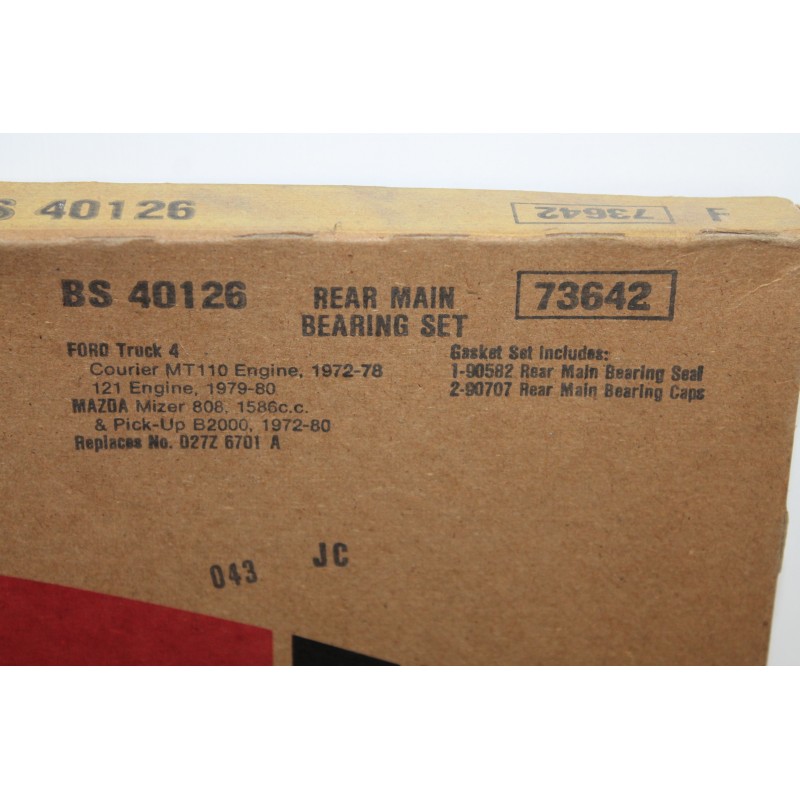 S 40126
73642
F
BS 40126
REAR MAIN
BEARING SET
73642
FORD Truck 4
Courier MT110 Engine, 1972-78
121 Engine, 1979-80
MAZDA Mizer 808, 1586c.c.
& Pick-Up B2000, 1972-80
Replaces No. D27Z 6701 A
Gasket Set Includes:
1-90582 Rear Main Bearing Seal
2-90707 Rear Main Bearing Caps
043
JC